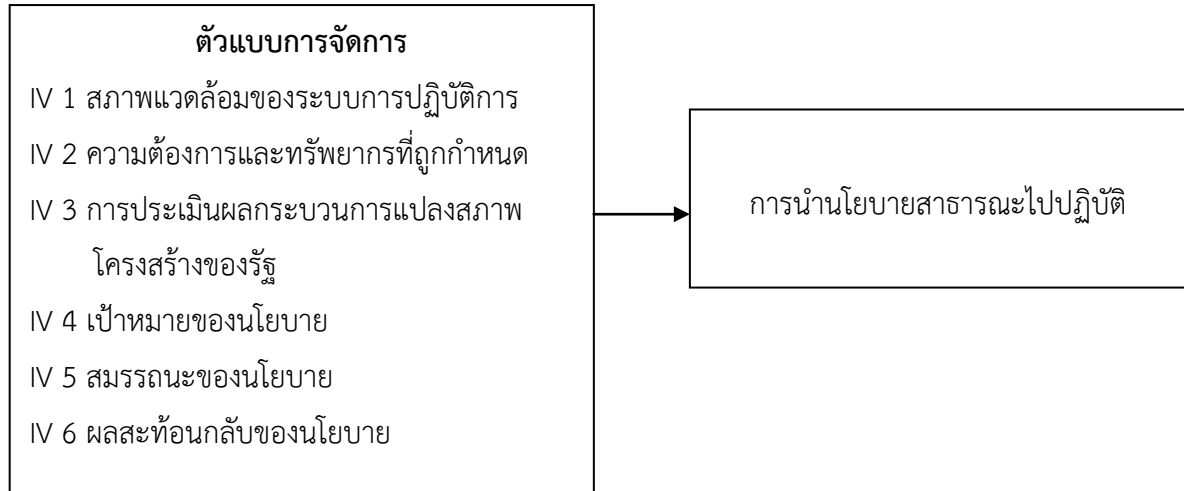 ตัวแบบการจัดการ
IV 1 สภาพแวดล้อมของระบบการปฏิบัติการ
IV 2 ความต้องการและทรัพยากรที่ถูกกำหนด
IV 3 การประเมินผลกระบวนการแปลงสภาพ
โครงสร้างของรัฐ
IV 4 เป้าหมายของนโยบาย
IV 5 สมรรถนะของนโยบาย
IV 6 ผลสะท้อนกลับของนโยบาย
การนำนโยบายสาธารณะไปปฏิบัติ